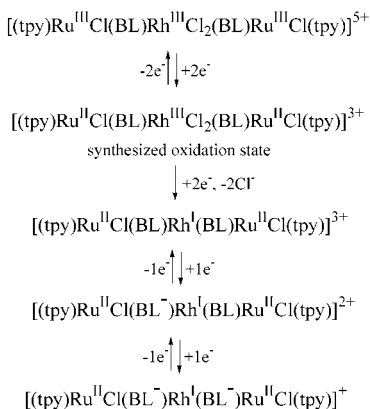 [(tpy)Ru^III Cl(BL)Rh^III Cl₂(BL)Ru^III Cl(tpy)]⁵⁺
-2e⁻ +2e⁻
[(tpy)Ru^II Cl(BL)Rh^III Cl₂(BL)Ru^II Cl(tpy)]³⁺
synthesized oxidation state
+2e⁻, -2Cl⁻
[(tpy)Ru^II Cl(BL)Rh^I (BL)Ru^II Cl(tpy)]³⁺
-1e⁻ +1e⁻
[(tpy)Ru^II Cl(BL⁻)Rh^I (BL)Ru^II Cl(tpy)]²⁺
-1e⁻ +1e⁻
[(tpy)Ru^II Cl(BL⁻)Rh^I (BL⁻)Ru^II Cl(tpy)]⁺